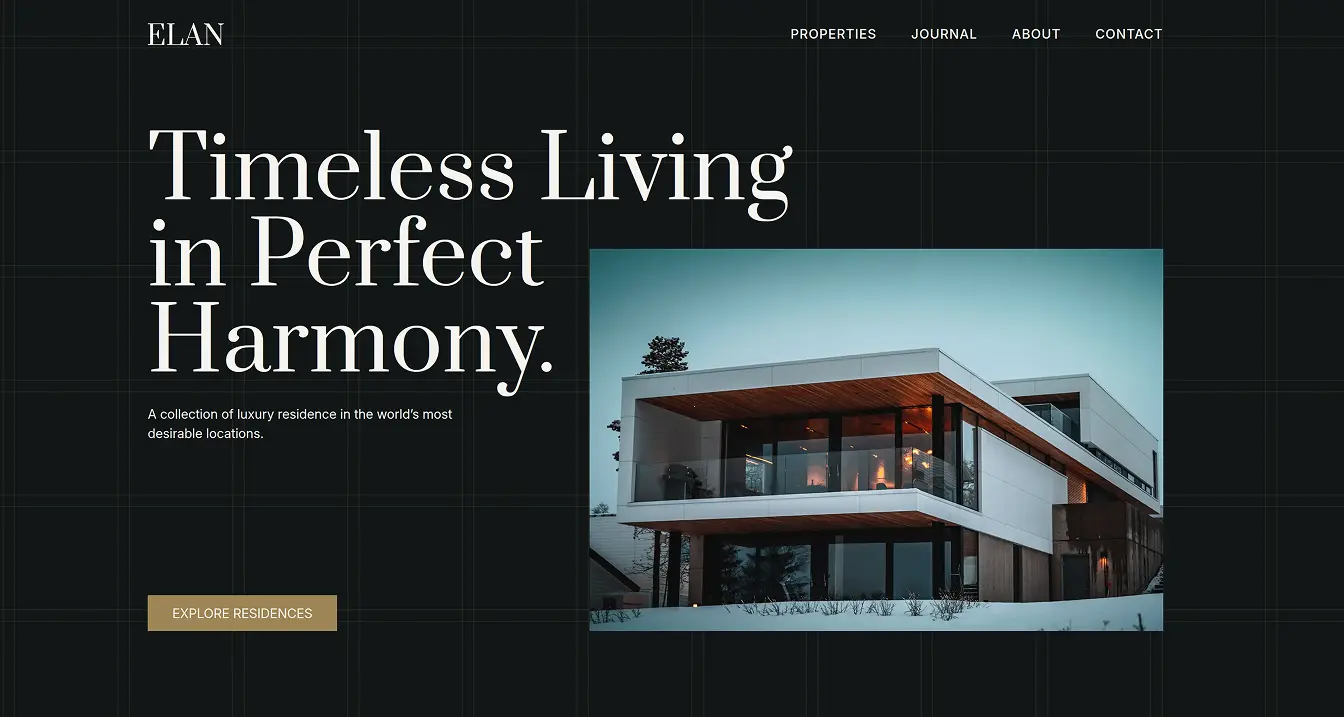 ELAN
PROPERTIES JOURNAL ABOUT CONTACT
Timeless Living
in Perfect
Harmony.
A collection of luxury residence in the world’s most
desirable locations.
EXPLORE RESIDENCES